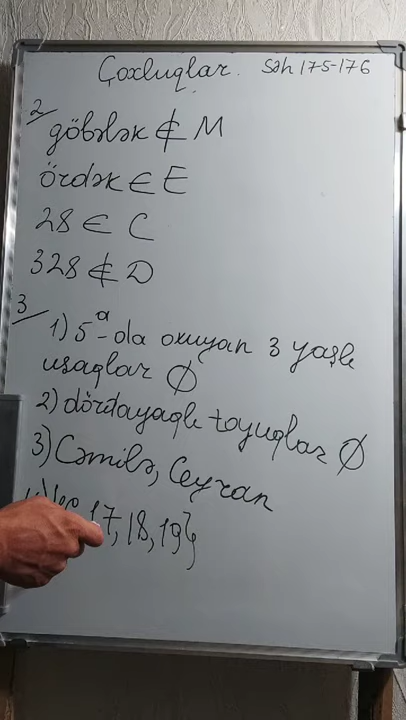 Çoxluqlar. Səh 175-176
2/
göbələk ∉ M
ördək ∈ E
28 ∈ C
328 ∉ D
3/
1) 5ᵃ-da oxuyan 3 yaşlı
uşaqlar ∅
2) dördayaqlı toyuqlar ∅
3) Cəmilə, Ceyran
17, 18, 19}